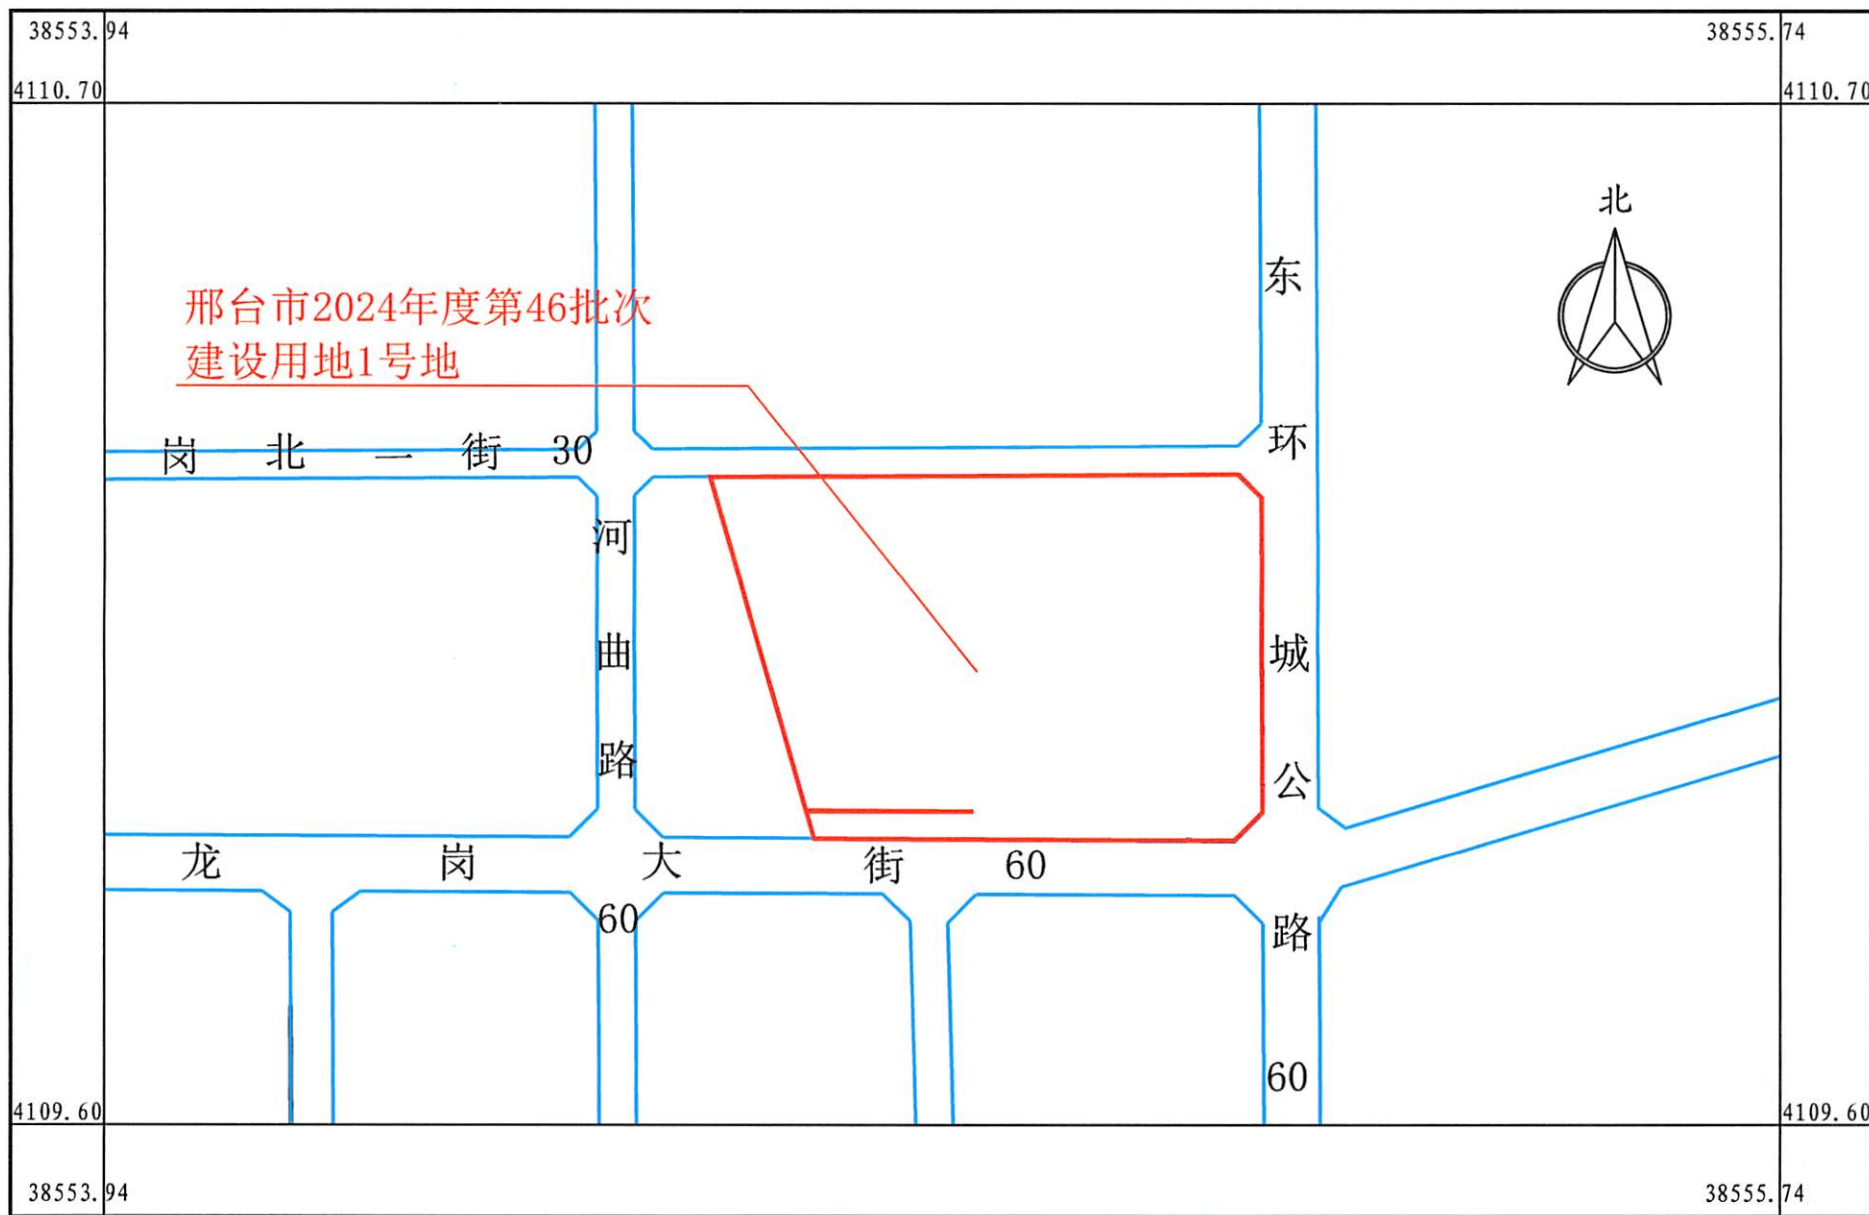 38553.94
38555.74
4110.70
4110.70
北
邢台市2024年度第46批次
建设用地1号地
岗北一街 30
河曲路 60
东环城公路 60
龙岗大街 60
4109.60
4109.60
38553.94
38555.74